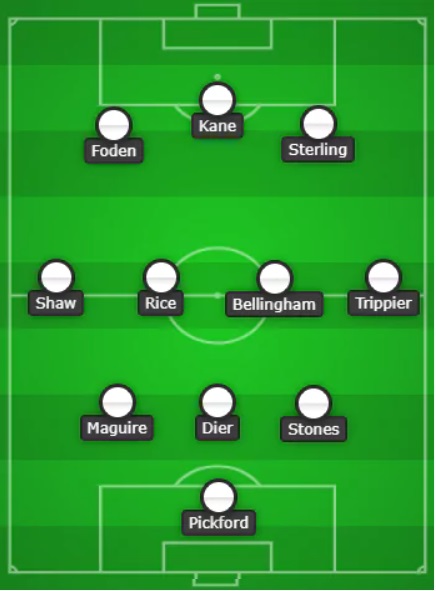 Kane
Foden
Sterling
Shaw
Rice
Bellingham
Trippier
Maguire
Dier
Stones
Pickford